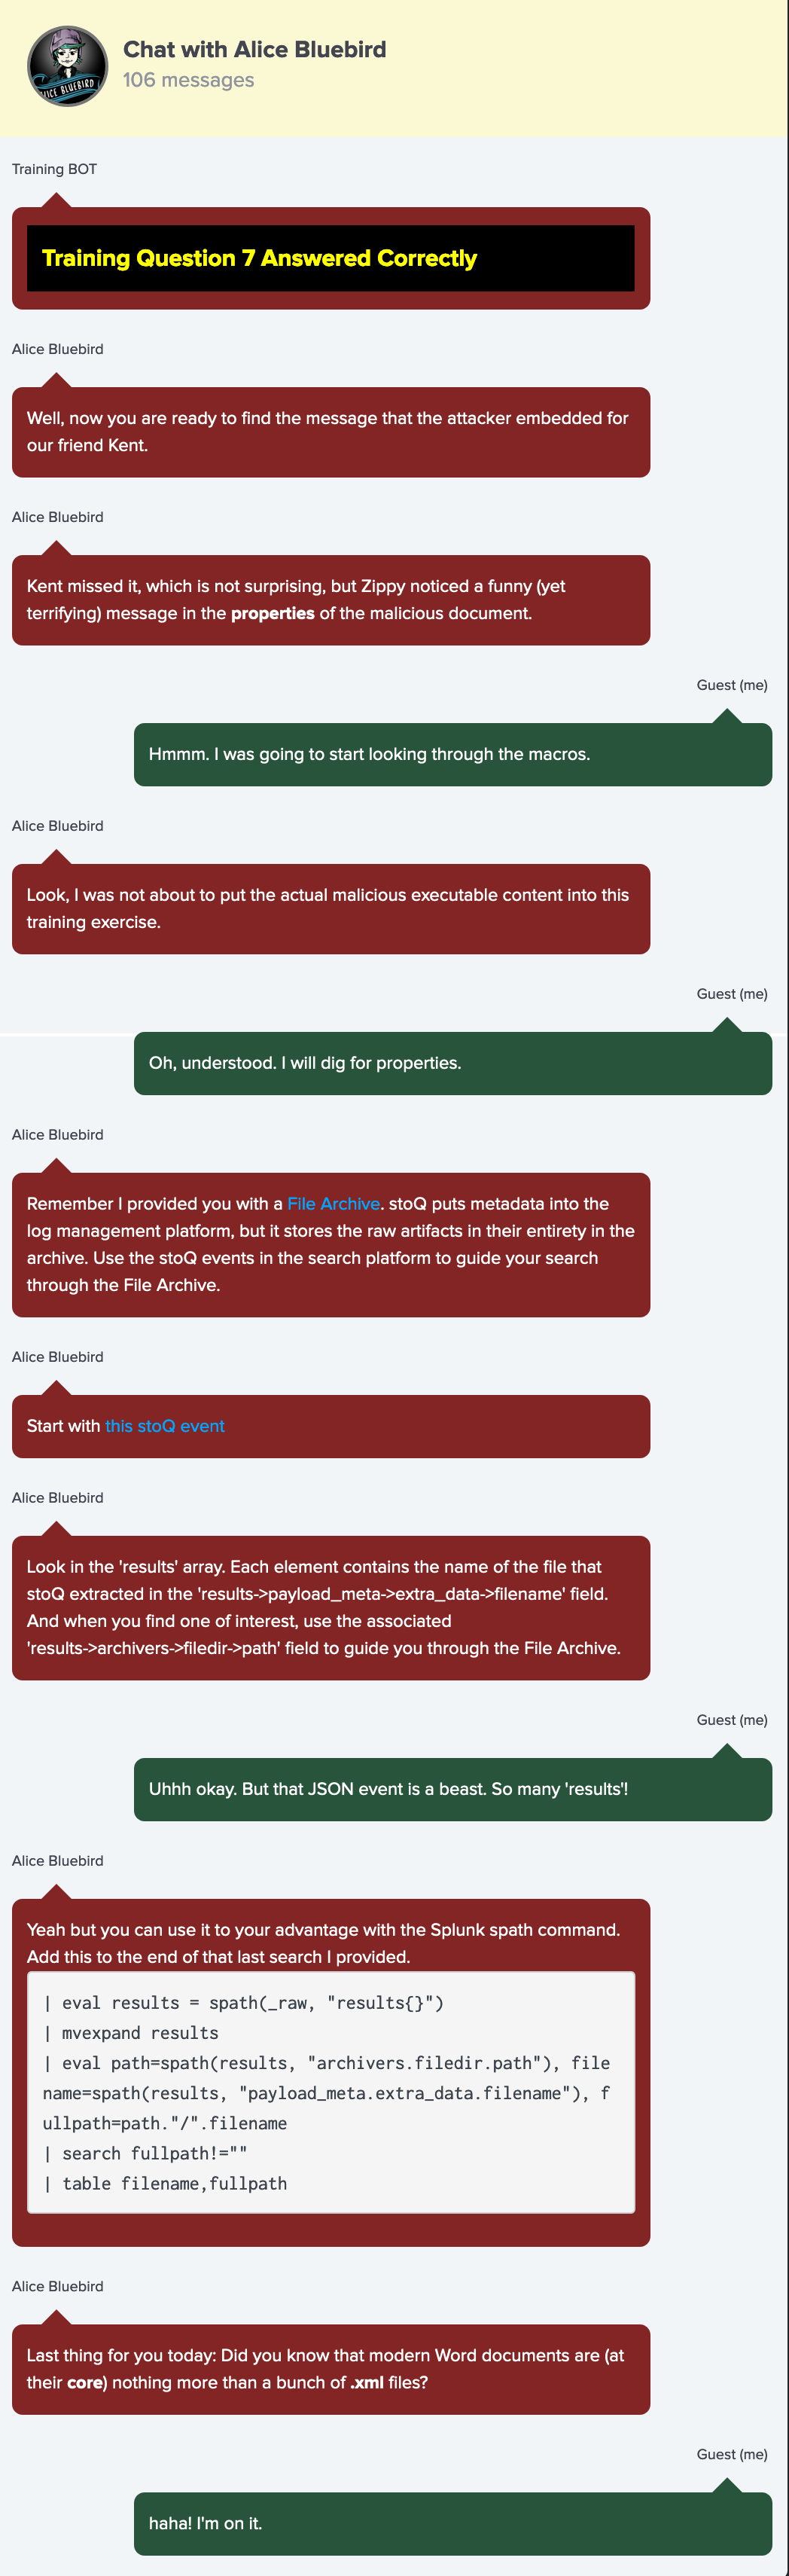 Chat with Alice Bluebird
106 messages
ALICE BLUEBIRD
Training BOT
Training Question 7 Answered Correctly
Alice Bluebird
Well, now you are ready to find the message that the attacker embedded for
our friend Kent.
Alice Bluebird
Kent missed it, which is not surprising, but Zippy noticed a funny (yet
terrifying) message in the properties of the malicious document.
Guest (me)
Hmmm. I was going to start looking through the macros.
Alice Bluebird
Look, I was not about to put the actual malicious executable content into this
training exercise.
Guest (me)
Oh, understood. I will dig for properties.
Alice Bluebird
Remember I provided you with a File Archive. stoQ puts metadata into the
log management platform, but it stores the raw artifacts in their entirety in the
archive. Use the stoQ events in the search platform to guide your search
through the File Archive.
Alice Bluebird
Start with this stoQ event
Alice Bluebird
Look in the 'results' array. Each element contains the name of the file that
stoQ extracted in the 'results->payload_meta->extra_data->filename' field.
And when you find one of interest, use the associated
'results->archivers->filedir->path' field to guide you through the File Archive.
Guest (me)
Uhhh okay. But that JSON event is a beast. So many 'results'!
Alice Bluebird
Yeah but you can use it to your advantage with the Splunk spath command.
Add this to the end of that last search I provided.
| eval results = spath(_raw, "results{}")
| mvexpand results
| eval path=spath(results, "archivers.filedir.path"), file
name=spath(results, "payload_meta.extra_data.filename"), f
ullpath=path."/".filename
| search fullpath!=""
| table filename,fullpath
Alice Bluebird
Last thing for you today: Did you know that modern Word documents are (at
their core) nothing more than a bunch of .xml files?
Guest (me)
haha! I'm on it.